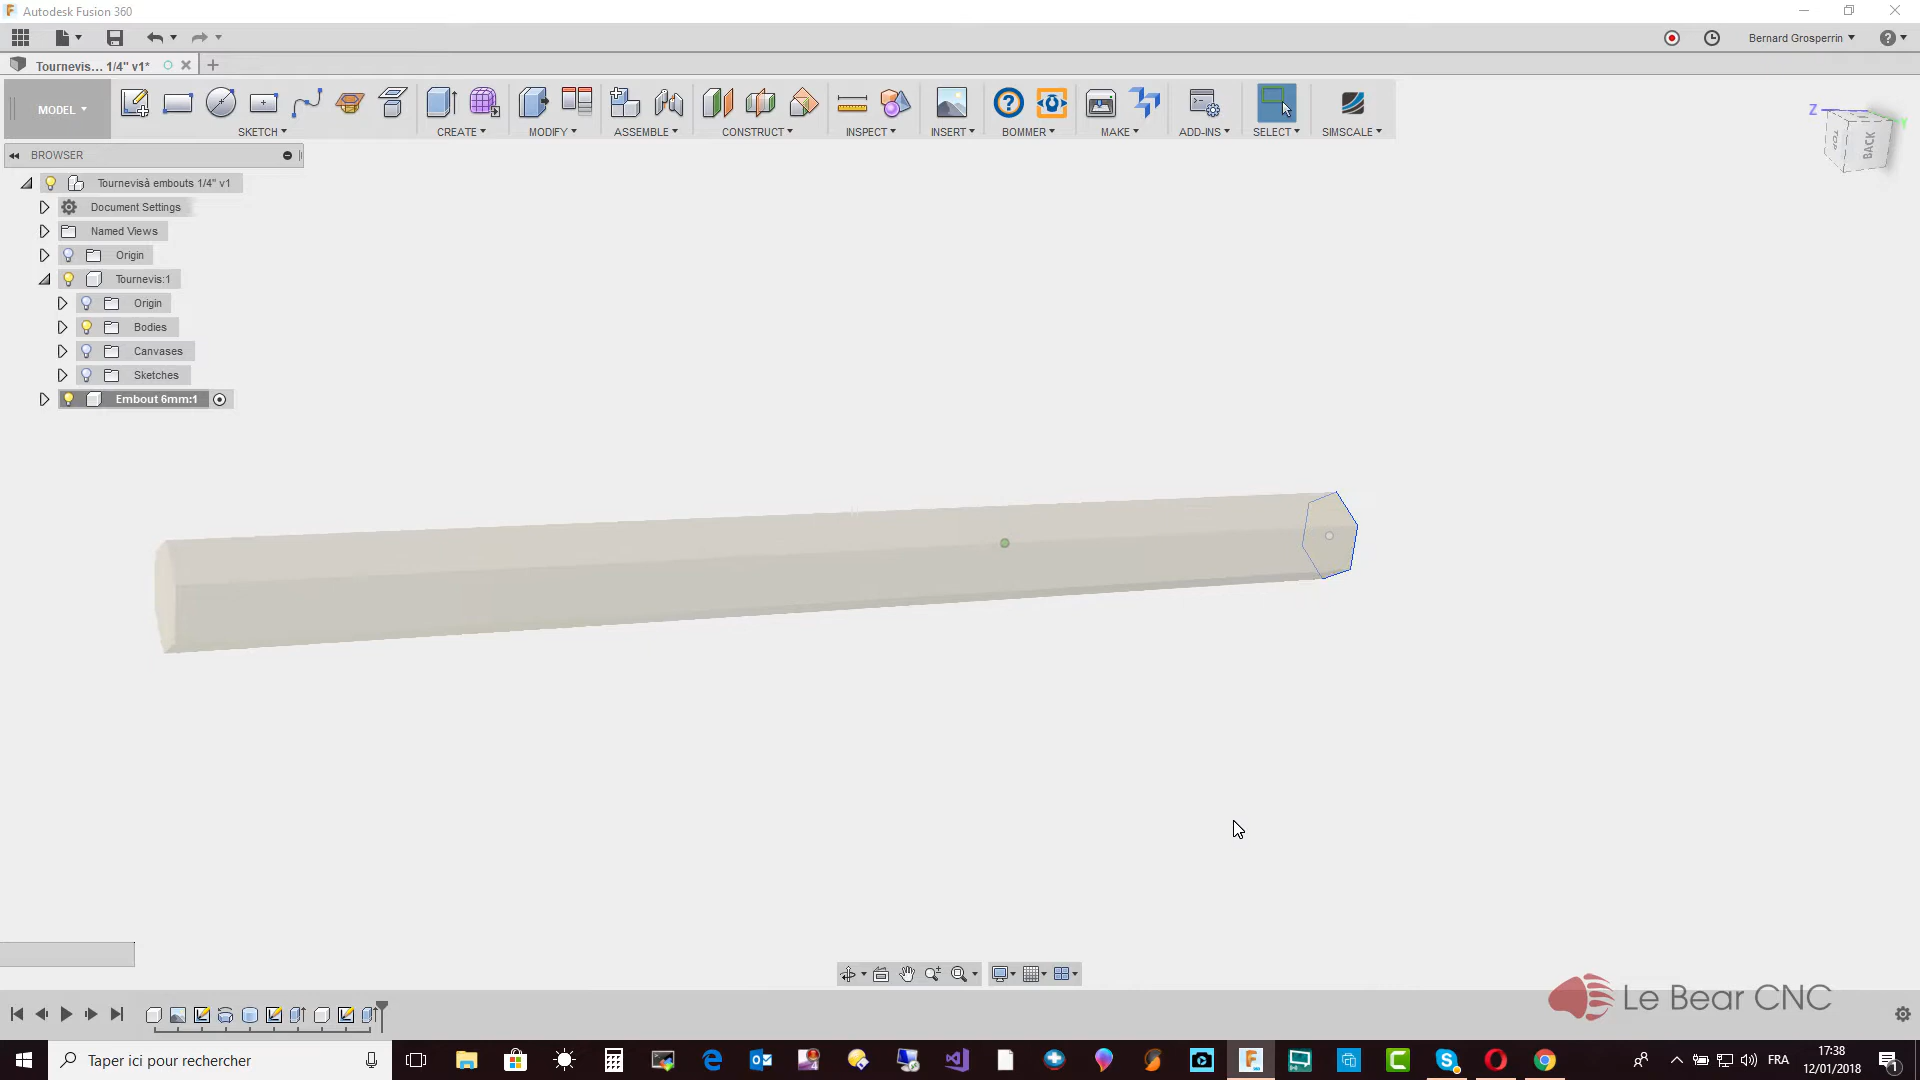 Autodesk Fusion 360
Bernard Grosperrin
Tournevis... 1/4" v1*
MODEL
SKETCH
CREATE
MODIFY
ASSEMBLE
CONSTRUCT
INSPECT
INSERT
BOMMER
MAKE
ADD-INS
SELECT
SIMSCALE
Z
Y
TOP
BACK
BROWSER
Tournevisà embouts 1/4" v1
Document Settings
Named Views
Origin
Tournevis:1
Origin
Bodies
Canvases
Sketches
Embout 6mm:1
Le Bear CNC
Taper ici pour rechercher
FRA
17:38
12/01/2018